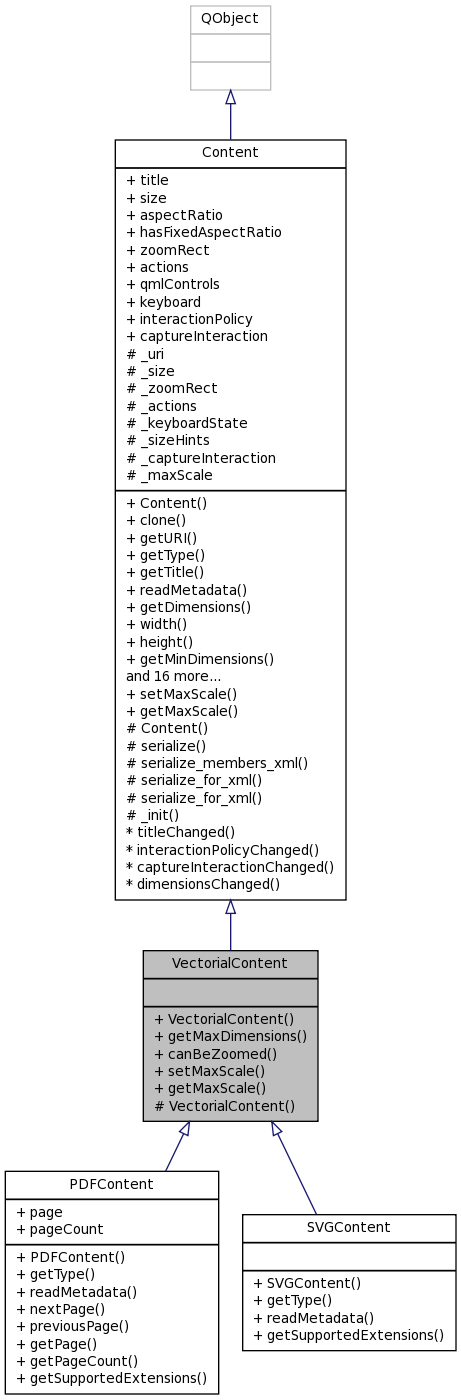 QObject
Content
+ title
+ size
+ aspectRatio
+ hasFixedAspectRatio
+ zoomRect
+ actions
+ qmlControls
+ keyboard
+ interactionPolicy
+ captureInteraction
# _uri
# _size
# _zoomRect
# _actions
# _keyboardState
# _sizeHints
# _captureInteraction
# _maxScale
+ Content()
+ clone()
+ getURI()
+ getType()
+ getTitle()
+ readMetadata()
+ getDimensions()
+ width()
+ height()
+ getMinDimensions()
and 16 more...
+ setMaxScale()
+ getMaxScale()
# Content()
# serialize()
# serialize_members_xml()
# serialize_for_xml()
# serialize_for_xml()
# _init()
* titleChanged()
* interactionPolicyChanged()
* captureInteractionChanged()
* dimensionsChanged()
VectorialContent
+ VectorialContent()
+ getMaxDimensions()
+ canBeZoomed()
+ setMaxScale()
+ getMaxScale()
# VectorialContent()
PDFContent
+ page
+ pageCount
+ PDFContent()
+ getType()
+ readMetadata()
+ nextPage()
+ previousPage()
+ getPage()
+ getPageCount()
+ getSupportedExtensions()
SVGContent
+ SVGContent()
+ getType()
+ readMetadata()
+ getSupportedExtensions()